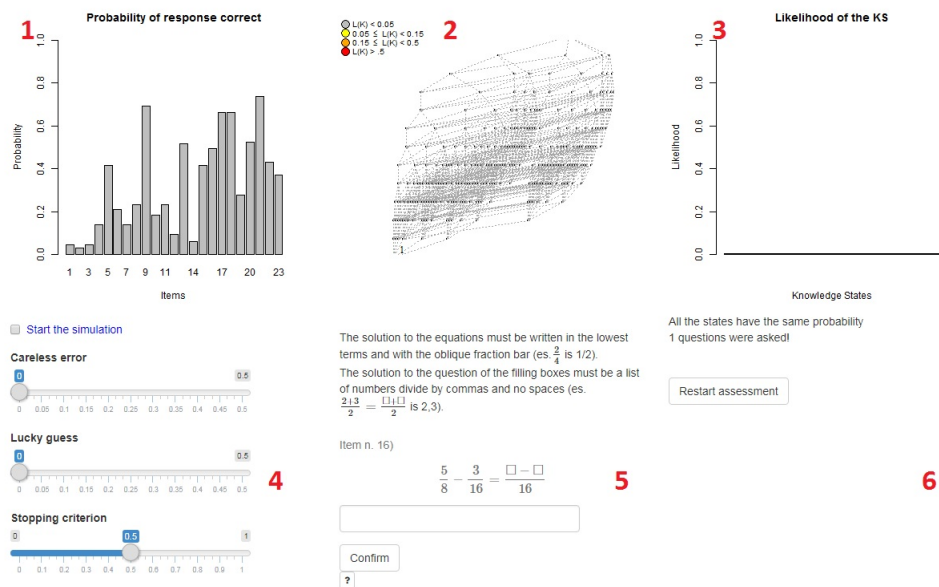 1
Probability of response correct
Probability
0.0 0.2 0.4 0.6 0.8 1.0
1 3 5 7 9 11 14 17 20 23
Items
2
L(K) < 0.05
0.05 ≤ L(K) < 0.15
0.15 ≤ L(K) < 0.5
L(K) > .5
1
3
Likelihood of the KS
Likelihood
0.0 0.2 0.4 0.6 0.8 1.0
Knowledge States
Start the simulation
Careless error
0 0.5
0 0.05 0.1 0.15 0.2 0.25 0.3 0.35 0.4 0.45 0.5
Lucky guess
0 0.5
0 0.05 0.1 0.15 0.2 0.25 0.3 0.35 0.4 0.45 0.5
4
Stopping criterion
0 0.5 1
0 0.1 0.2 0.3 0.4 0.5 0.6 0.7 0.8 0.9 1
The solution to the equations must be written in the lowest
terms and with the oblique fraction bar (es. 2/4 is 1/2).
The solution to the question of the filling boxes must be a list
of numbers divide by commas and no spaces (es.
2+3/2 = □+□/2 is 2,3).
Item n. 16)
5/8 − 3/16 = □ − □/16
5
Confirm
?
All the states have the same probability
1 questions were asked!
Restart assessment
6